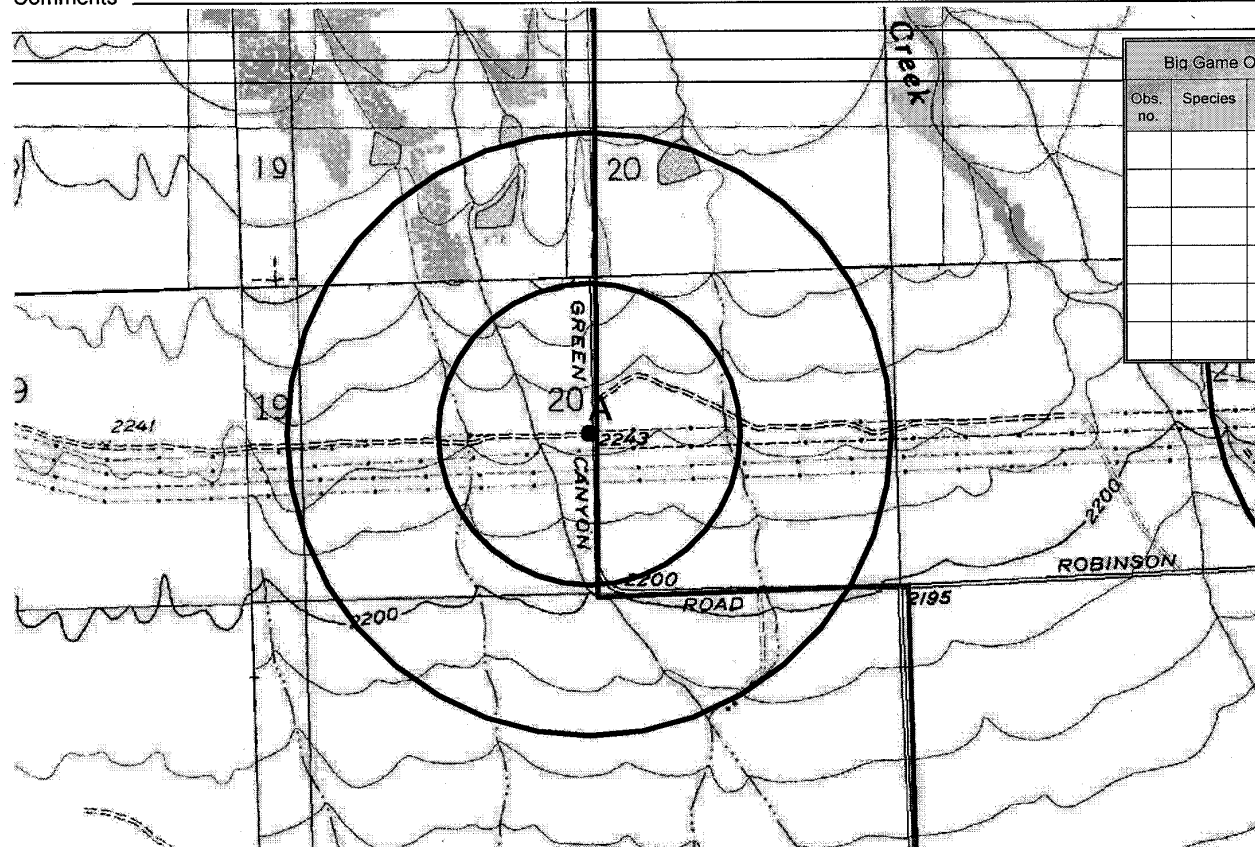 Comments
Creek
Big Game O
Obs. no.
Species
19
20
GREEN
9
19
20
A
21
2241
2243
CANYON
2200
2200
ROBINSON
2200
ROAD
2195